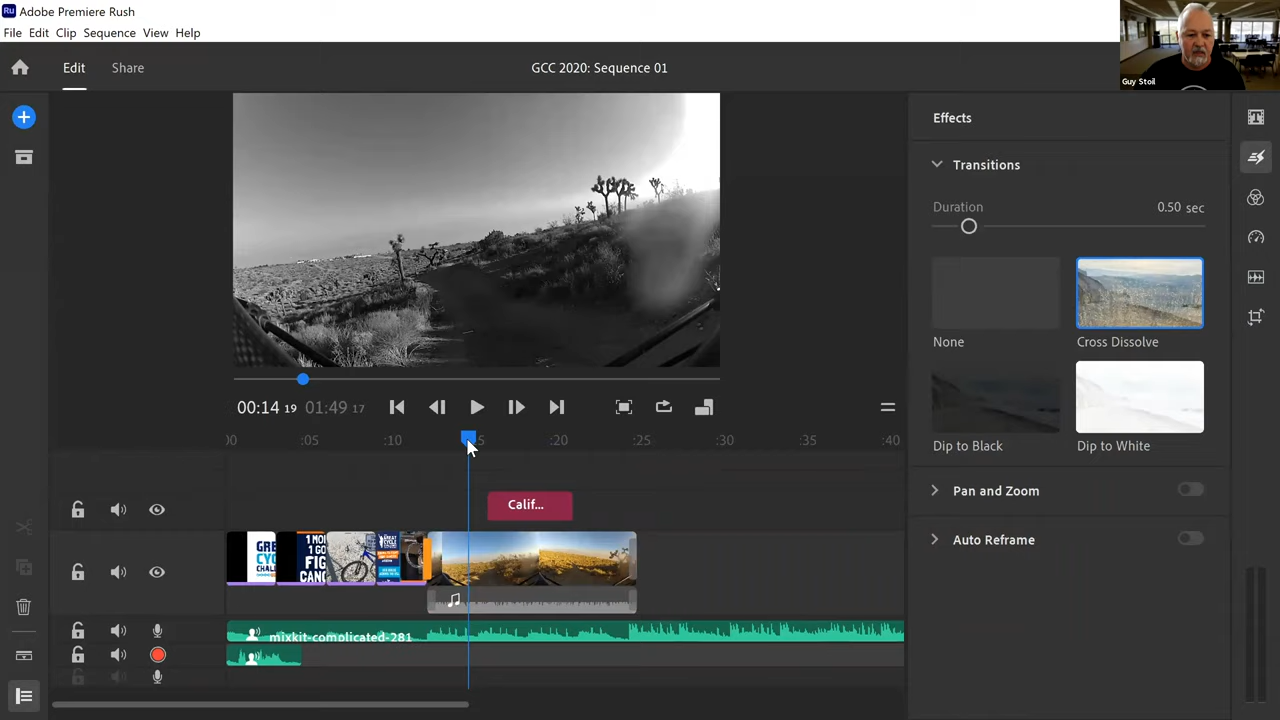 Ru Adobe Premiere Rush
File Edit Clip Sequence View Help
Guy Stoil
Edit Share GCC 2020: Sequence 01
Effects
Transitions
Duration 0.50 sec
None Cross Dissolve
Dip to Black Dip to White
Pan and Zoom
Auto Reframe
00:14 19 01:49 17
:00 :05 :10 :20 :25 :30 :35 :40
Calif...
mixkit-complicated-281